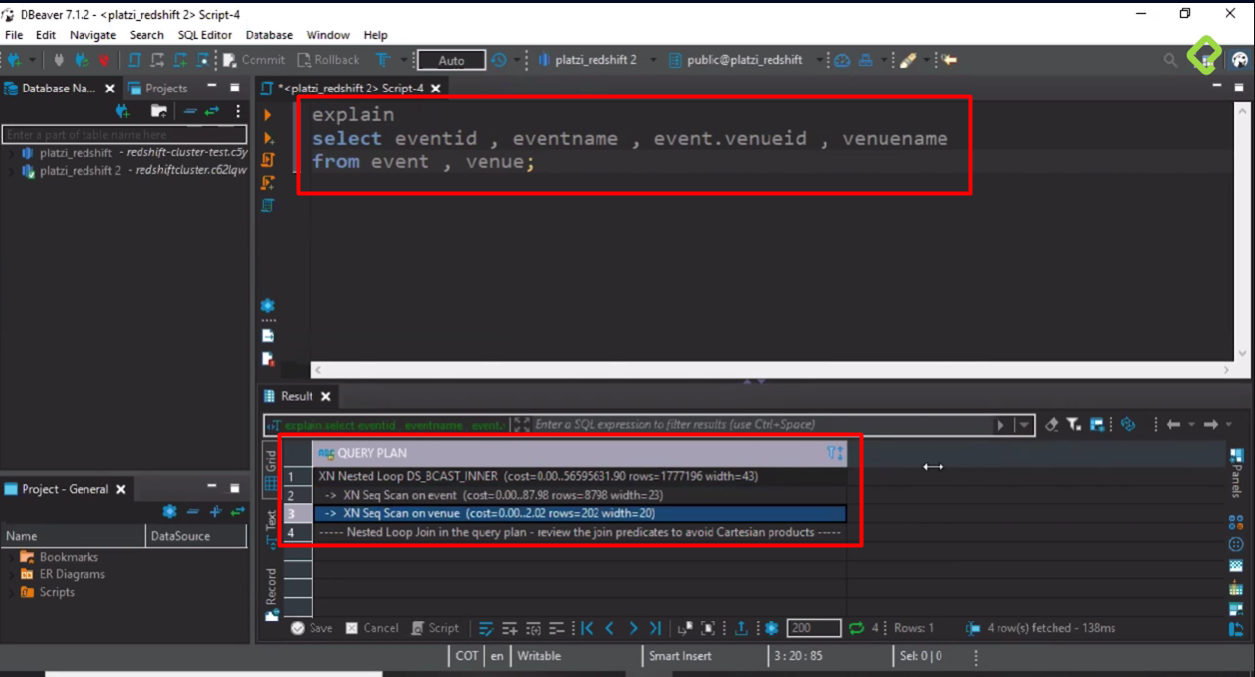 DBeaver 7.1.2 - <platzi_redshift 2> Script-4
File Edit Navigate Search SQL Editor Database Window Help
Commit Rollback Auto platzi_redshift 2 public@platzi_redshift
Database Na... Projects
*<platzi_redshift 2> Script-4
Enter a part of table name here
platzi_redshift - redshift-cluster-test.c5y
platzi_redshift 2 - redshiftcluster.c62lqw
explain
select eventid , eventname , event.venueid , venuename
from event , venue;
Result
explain select eventid , eventname , event. Enter a SQL expression to filter results (use Ctrl+Space)
Grid
Text
Record
Panels
QUERY PLAN
1 XN Nested Loop DS_BCAST_INNER (cost=0.00..56595631.90 rows=1777196 width=43)
2 -> XN Seq Scan on event (cost=0.00..87.98 rows=8798 width=23)
3 -> XN Seq Scan on venue (cost=0.00..2.02 rows=202 width=20)
4 ----- Nested Loop Join in the query plan - review the join predicates to avoid Cartesian products -----
Project - General
Name DataSource
Bookmarks
ER Diagrams
Scripts
Save Cancel Script 200 4 Rows: 1 4 row(s) fetched - 138ms
COT en Writable Smart Insert 3 : 20 : 85 Sel: 0 | 0